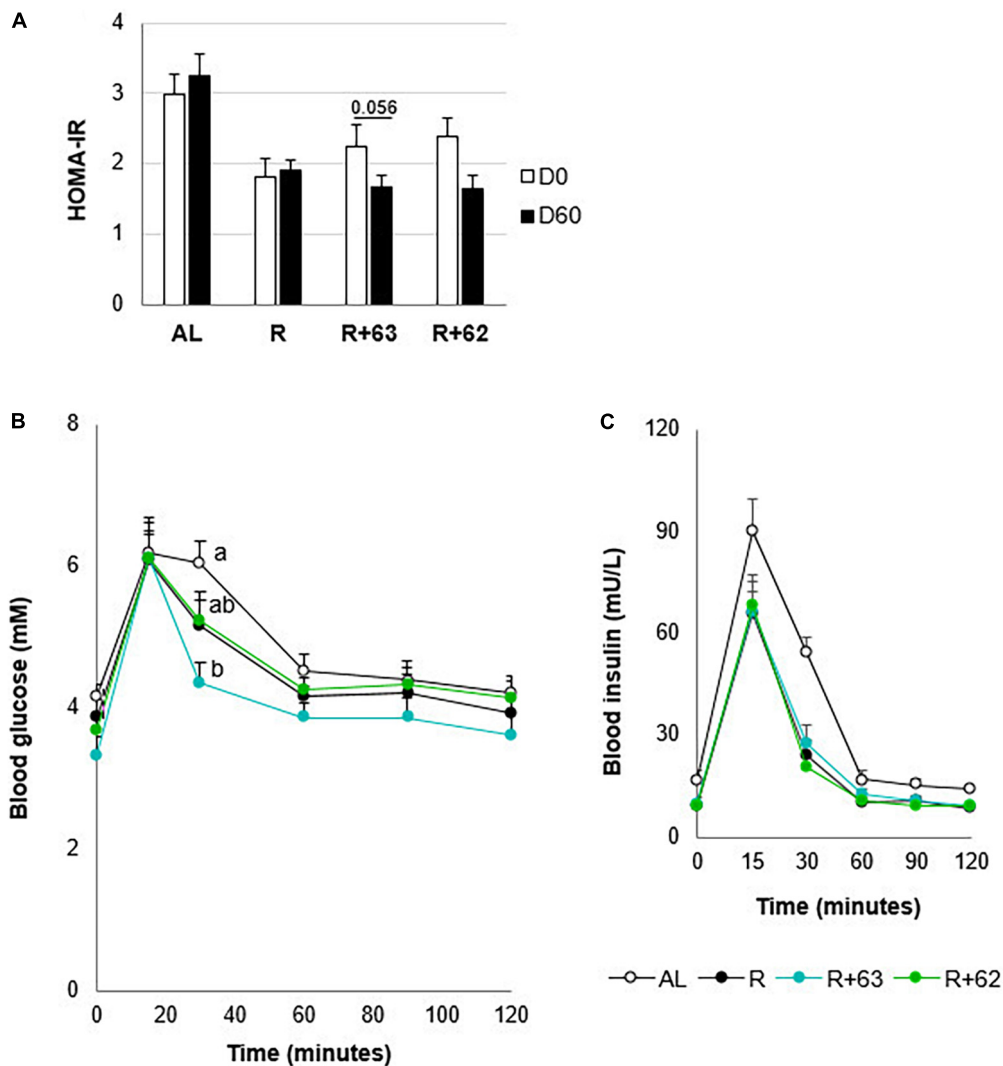 A
4
3
2
1
0
HOMA-IR
0.056
D0
D60
AL R R+63 R+62
B
8
6
4
2
0
Blood glucose (mM)
a
ab
b
0 20 40 60 80 100 120
Time (minutes)
C
120
90
60
30
0
Blood insulin (mU/L)
0 15 30 60 90 120
Time (minutes)
AL R R+63 R+62